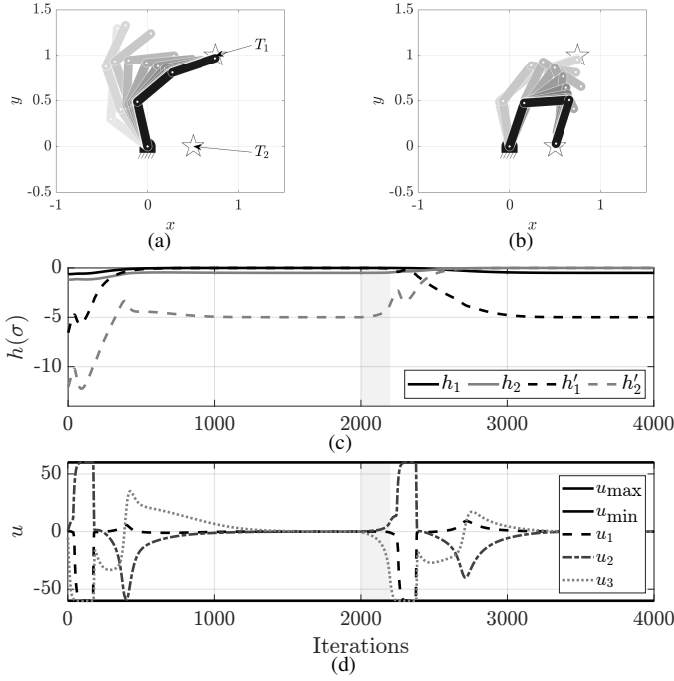 1.5
1
0.5
0
-0.5
y
-1
0
1
x
T₁
T₂
(a)
1.5
1
0.5
0
-0.5
y
-1
0
1
x
(b)
0
-5
-10
h(σ)
0
1000
2000
3000
4000
h₁
h₂
h′₁
h′₂
(c)
50
0
-50
u
u_max
u_min
u₁
u₂
u₃
0
1000
2000
3000
4000
Iterations
(d)